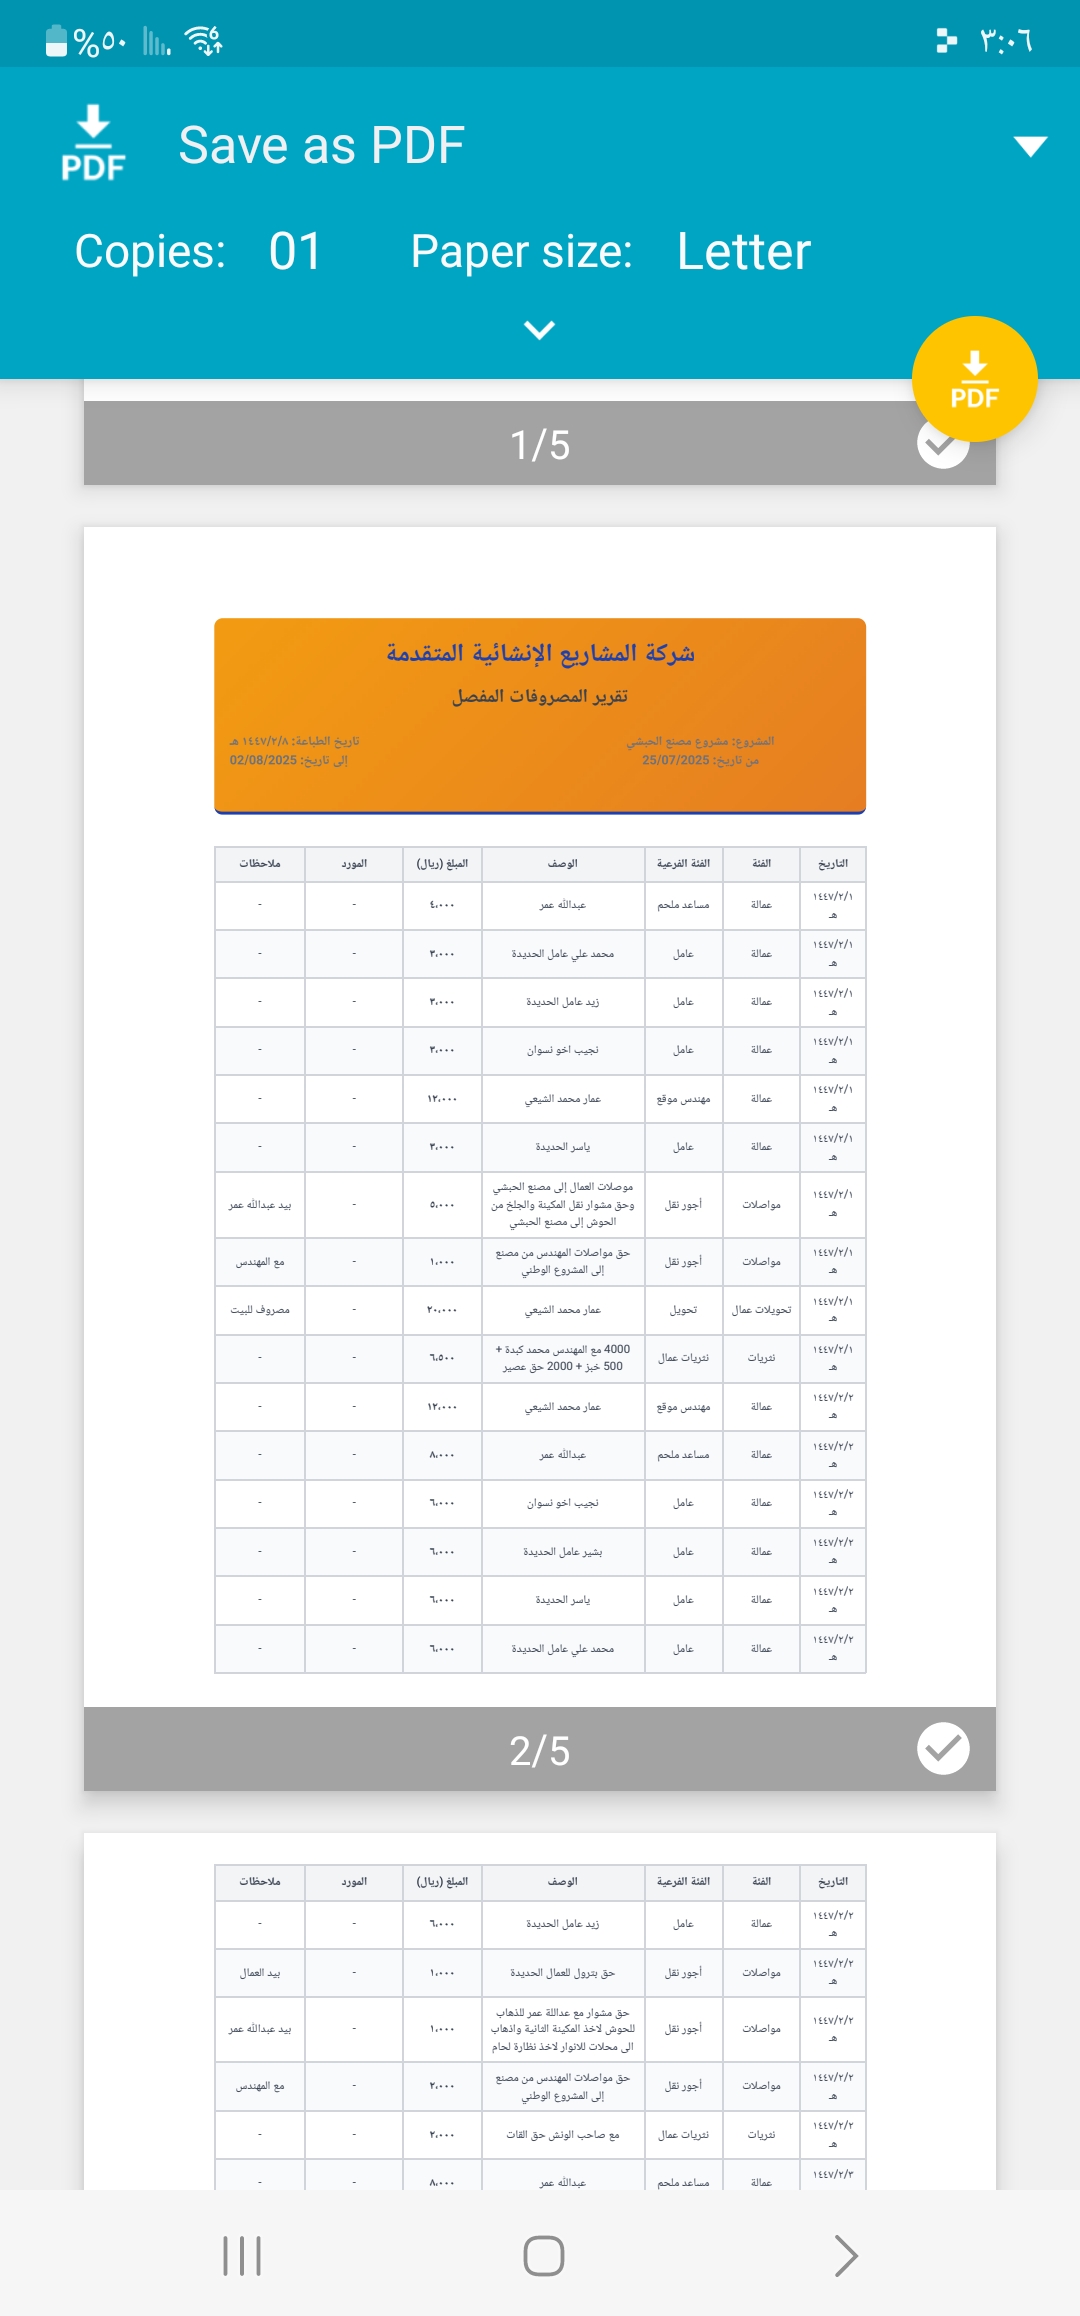 %٥٠
6
٣:٠٦
PDF
Save as PDF
Copies: 01 Paper size: Letter
PDF
1/5
شركة المشاريع الإنشائية المتقدمة
تقرير المصروفات المفصل
المشروع: مشروع مصنع الحبشي تاريخ الطباعة: ١٤٤٧/٢/٨ هـ
من تاريخ: 25/07/2025 إلى تاريخ: 02/08/2025
التاريخ الفئة الفئة الفرعية الوصف المبلغ (ريال) المورد ملاحظات
١٤٤٧/٢/١ هـ عمالة مساعد ملحم عبدالله عمر ٤،٠٠٠ - -
١٤٤٧/٢/١ هـ عمالة عامل محمد علي عامل الحديدة ٣،٠٠٠ - -
١٤٤٧/٢/١ هـ عمالة عامل زيد عامل الحديدة ٣،٠٠٠ - -
١٤٤٧/٢/١ هـ عمالة عامل نجيب اخو نسوان ٣،٠٠٠ - -
١٤٤٧/٢/١ هـ عمالة مهندس موقع عمار محمد الشيعي ١٢،٠٠٠ - -
١٤٤٧/٢/١ هـ عمالة عامل ياسر الحديدة ٣،٠٠٠ - -
١٤٤٧/٢/١ هـ مواصلات أجور نقل موصلات العمال إلى مصنع الحبشي
وحق مشوار نقل المكينة والجلخ من
الحوش إلى مصنع الحبشي ٥،٠٠٠ - بيد عبدالله عمر
١٤٤٧/٢/١ هـ مواصلات أجور نقل حق مواصلات المهندس من مصنع
إلى المشروع الوطني ١،٠٠٠ - مع المهندس
١٤٤٧/٢/١ هـ تحويلات عمال تحويل عمار محمد الشيعي ٢٠،٠٠٠ - مصروف للبيت
١٤٤٧/٢/١ هـ نثريات نثريات عمال 4000 مع المهندس محمد كبدة +
500 خبز + 2000 حق عصير ٦،٥٠٠ - -
١٤٤٧/٢/٢ هـ عمالة مهندس موقع عمار محمد الشيعي ١٢،٠٠٠ - -
١٤٤٧/٢/٢ هـ عمالة مساعد ملحم عبدالله عمر ٨،٠٠٠ - -
١٤٤٧/٢/٢ هـ عمالة عامل نجيب اخو نسوان ٦،٠٠٠ - -
١٤٤٧/٢/٢ هـ عمالة عامل بشير عامل الحديدة ٦،٠٠٠ - -
١٤٤٧/٢/٢ هـ عمالة عامل ياسر الحديدة ٦،٠٠٠ - -
١٤٤٧/٢/٢ هـ عمالة عامل محمد علي عامل الحديدة ٦،٠٠٠ - -
2/5
التاريخ الفئة الفئة الفرعية الوصف المبلغ (ريال) المورد ملاحظات
١٤٤٧/٢/٢ هـ عمالة عامل زيد عامل الحديدة ٦،٠٠٠ - -
١٤٤٧/٢/٢ هـ مواصلات أجور نقل حق بترول للعمال الحديدة ١،٠٠٠ - بيد العمال
١٤٤٧/٢/٢ هـ مواصلات أجور نقل حق مشوار مع عداللة عمر للذهاب
للحوش لاخذ المكينة الثانية واذهاب
الى محلات للانوار لاخذ نظارة لحام ١،٠٠٠ - بيد عبدالله عمر
١٤٤٧/٢/٢ هـ مواصلات أجور نقل حق مواصلات المهندس من مصنع
إلى المشروع الوطني ٢،٠٠٠ - مع المهندس
١٤٤٧/٢/٢ هـ نثريات نثريات عمال مع صاحب الونش حق القات ٢،٠٠٠ - -
١٤٤٧/٢/٣ عمالة مساعد ملحم عبدالله عمر ٨،٠٠٠ - -